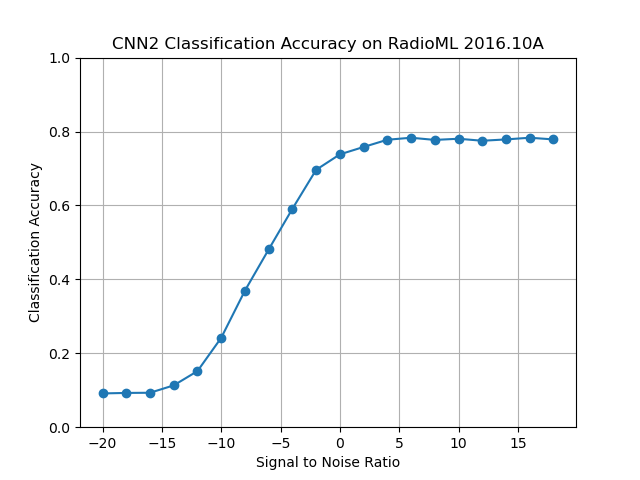 CNN2 Classification Accuracy on RadioML 2016.10A
1.0
0.8
0.6
0.4
0.2
0.0
Classification Accuracy
−20 −15 −10 −5 0 5 10 15
Signal to Noise Ratio